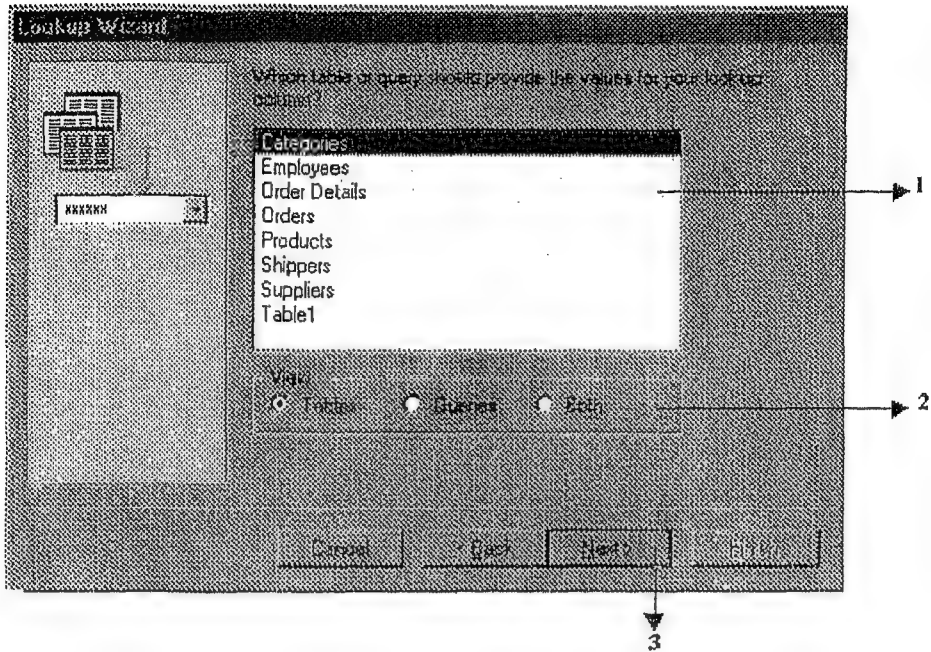 Lookup Wizard
Which table or query should provide the values for your lookup
column?
Categories
Employees
Order Details
Orders
Products
Shippers
Suppliers
Table1
xxxxxx
View
Tables Queries Both
Cancel < Back Next > Finish
1
2
3